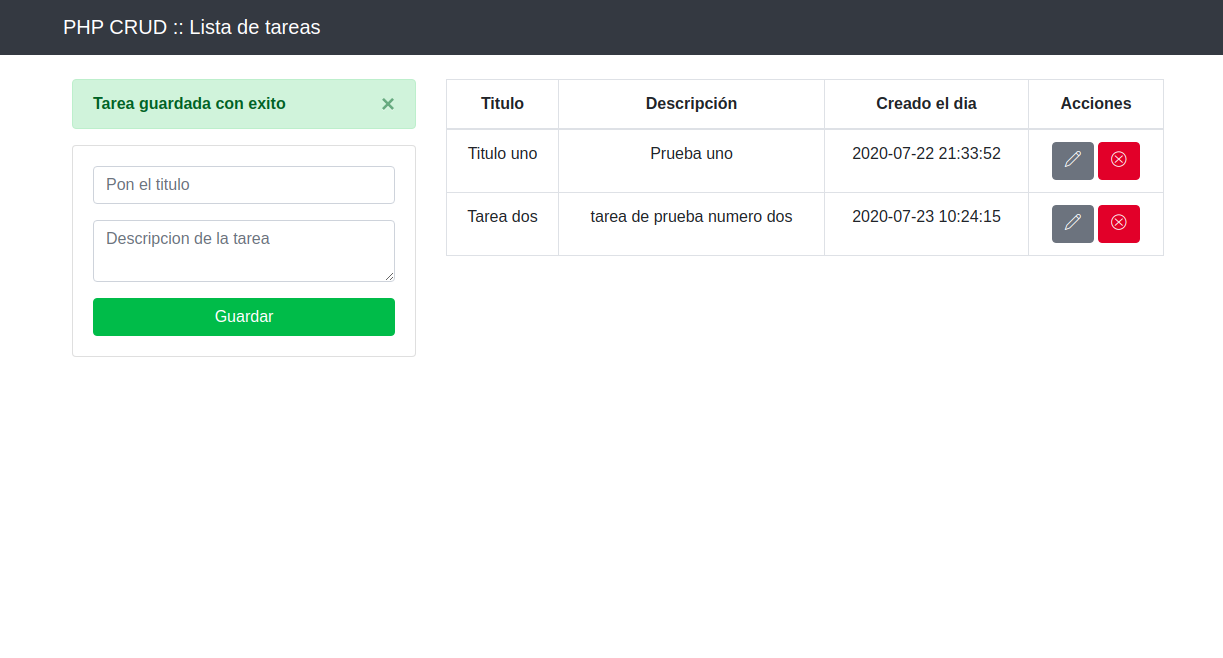 PHP CRUD :: Lista de tareas
Tarea guardada con exito ×
Pon el titulo
Descripcion de la tarea
Guardar
Titulo Descripción Creado el dia Acciones
Titulo uno Prueba uno 2020-07-22 21:33:52
Tarea dos tarea de prueba numero dos 2020-07-23 10:24:15